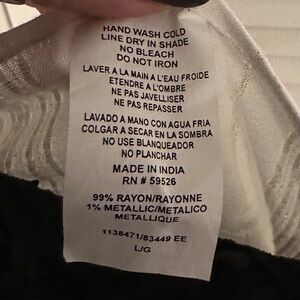 HAND WASH COLD
LINE DRY IN SHADE
NO BLEACH
DO NOT IRON
LAVER A LA MAIN A L'EAU FROIDE
ETENDRE A L'OMBRE
NE PAS JAVELLISER
NE PAS REPASSER
LAVADO A MANO CON AGUA FRIA
COLGAR A SECAR EN LA SOMBRA
NO USE BLANQUEADOR
NO PLANCHAR
MADE IN INDIA
RN # 59526
99% RAYON/RAYONNE
1% METALLIC/METALICO
METALLIQUE
1138471/83449 EE
L/G